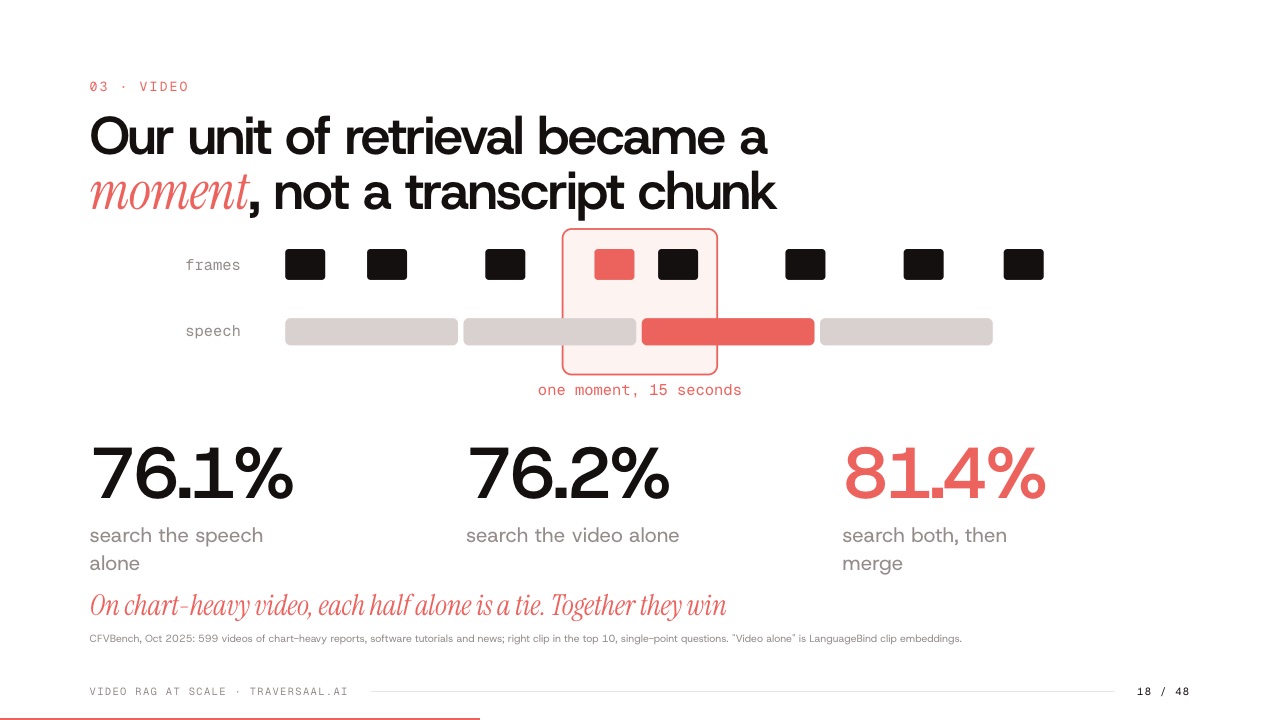 03 · VIDEO
Our unit of retrieval became a
moment, not a transcript chunk
frames
speech
one moment, 15 seconds
76.1%
search the speech
alone
76.2%
search the video alone
81.4%
search both, then
merge
On chart-heavy video, each half alone is a tie. Together they win
CFVBench, Oct 2025: 599 videos of chart-heavy reports, software tutorials and news; right clip in the top 10, single-point questions. "Video alone" is LanguageBind clip embeddings.
VIDEO RAG AT SCALE · TRAVERSAAL.AI
18 / 48